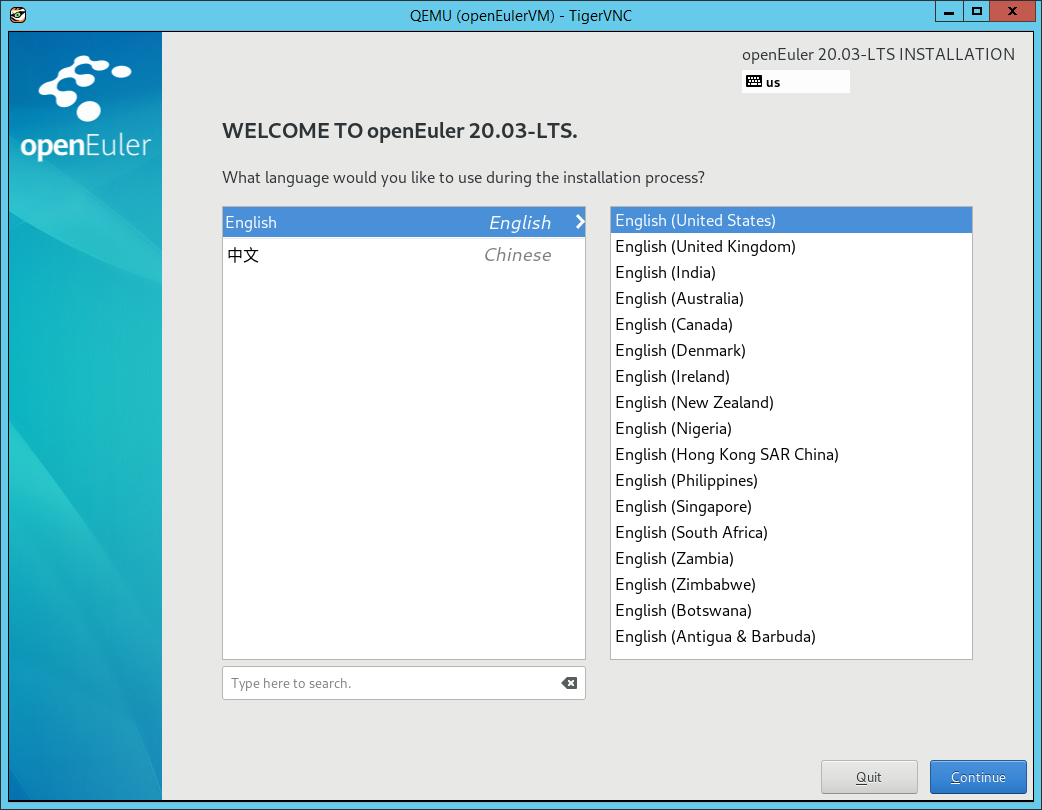 QEMU (openEulerVM) - TigerVNC
openEuler
openEuler 20.03-LTS INSTALLATION
us
WELCOME TO openEuler 20.03-LTS.
What language would you like to use during the installation process?
English English
中文 Chinese
English (United States)
English (United Kingdom)
English (India)
English (Australia)
English (Canada)
English (Denmark)
English (Ireland)
English (New Zealand)
English (Nigeria)
English (Hong Kong SAR China)
English (Philippines)
English (Singapore)
English (South Africa)
English (Zambia)
English (Zimbabwe)
English (Botswana)
English (Antigua & Barbuda)
Type here to search.
Quit
Continue